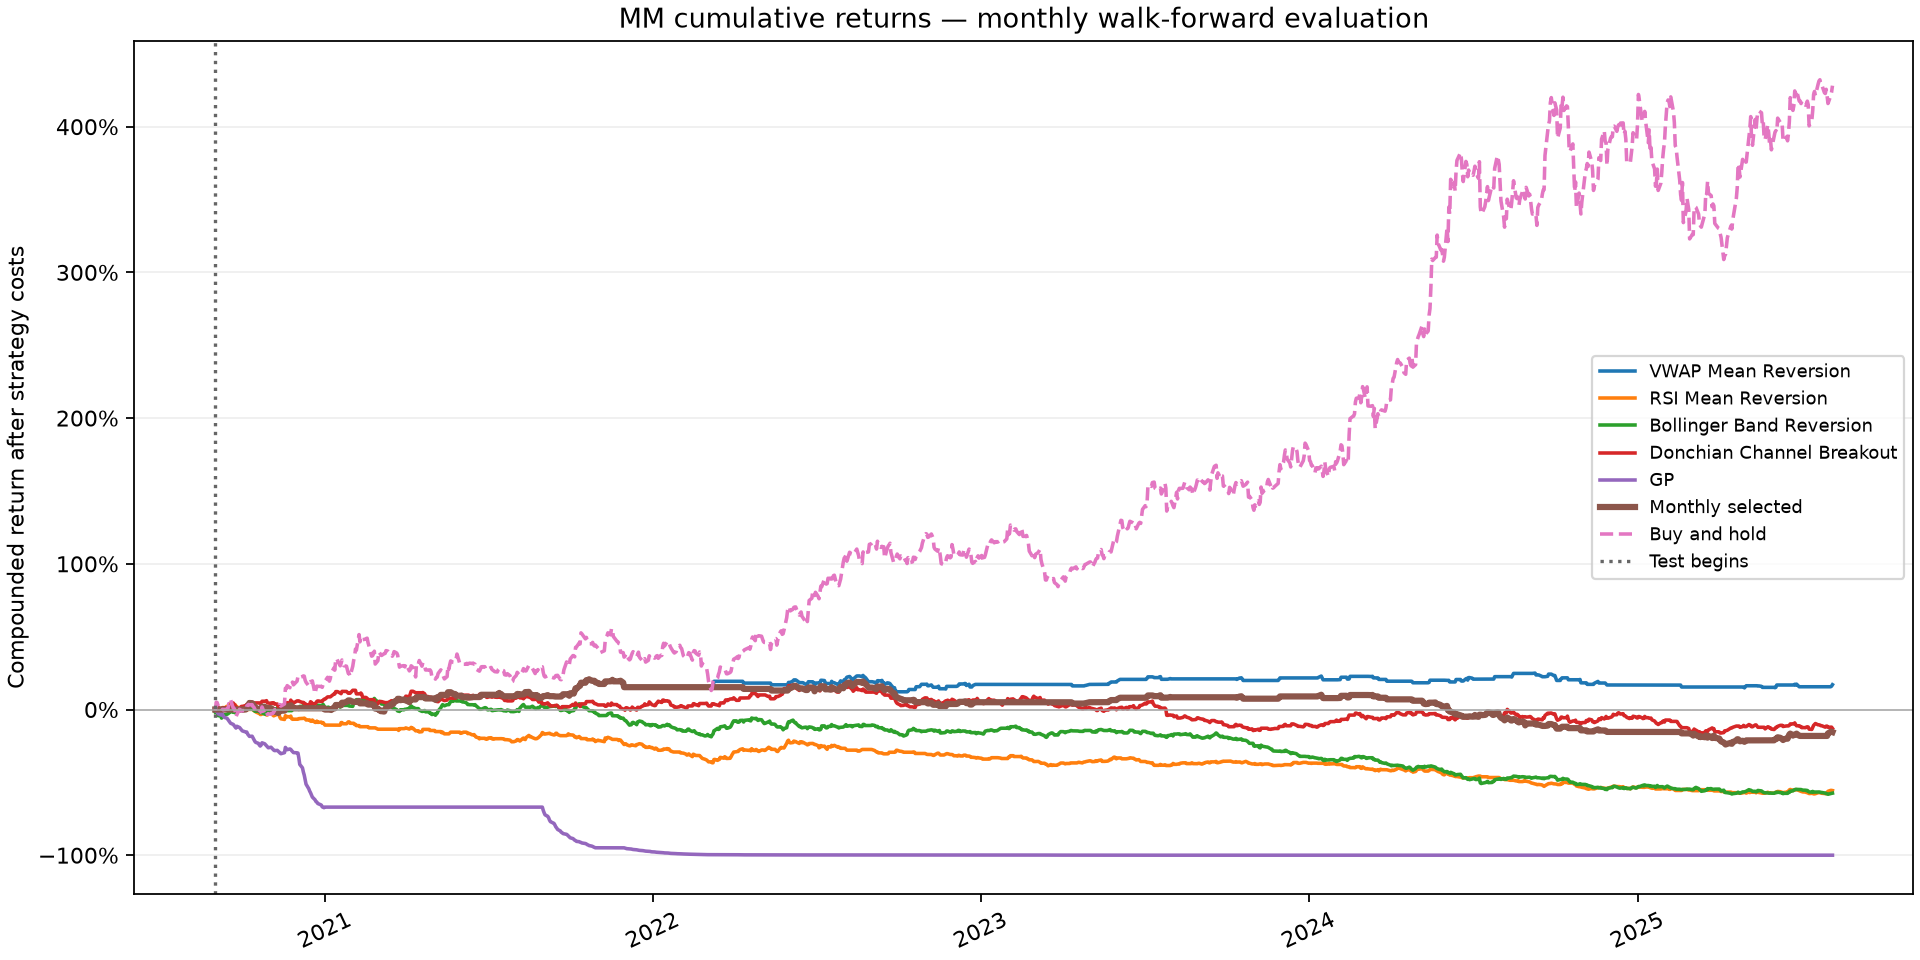 MM cumulative returns — monthly walk-forward evaluation
Compounded return after strategy costs
400%
300%
200%
100%
0%
−100%
VWAP Mean Reversion
RSI Mean Reversion
Bollinger Band Reversion
Donchian Channel Breakout
GP
Monthly selected
Buy and hold
Test begins
2021
2022
2023
2024
2025